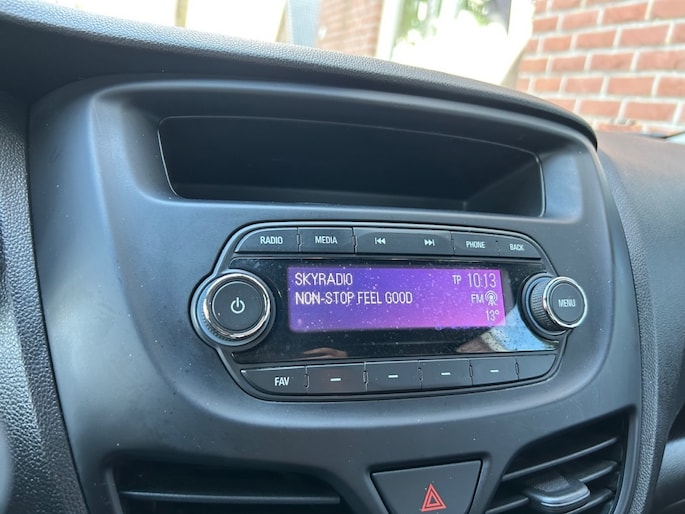 RADIO MEDIA PHONE BACK
SKYRADIO TP 10:13
NON-STOP FEEL GOOD FM
13°
MENU
FAV